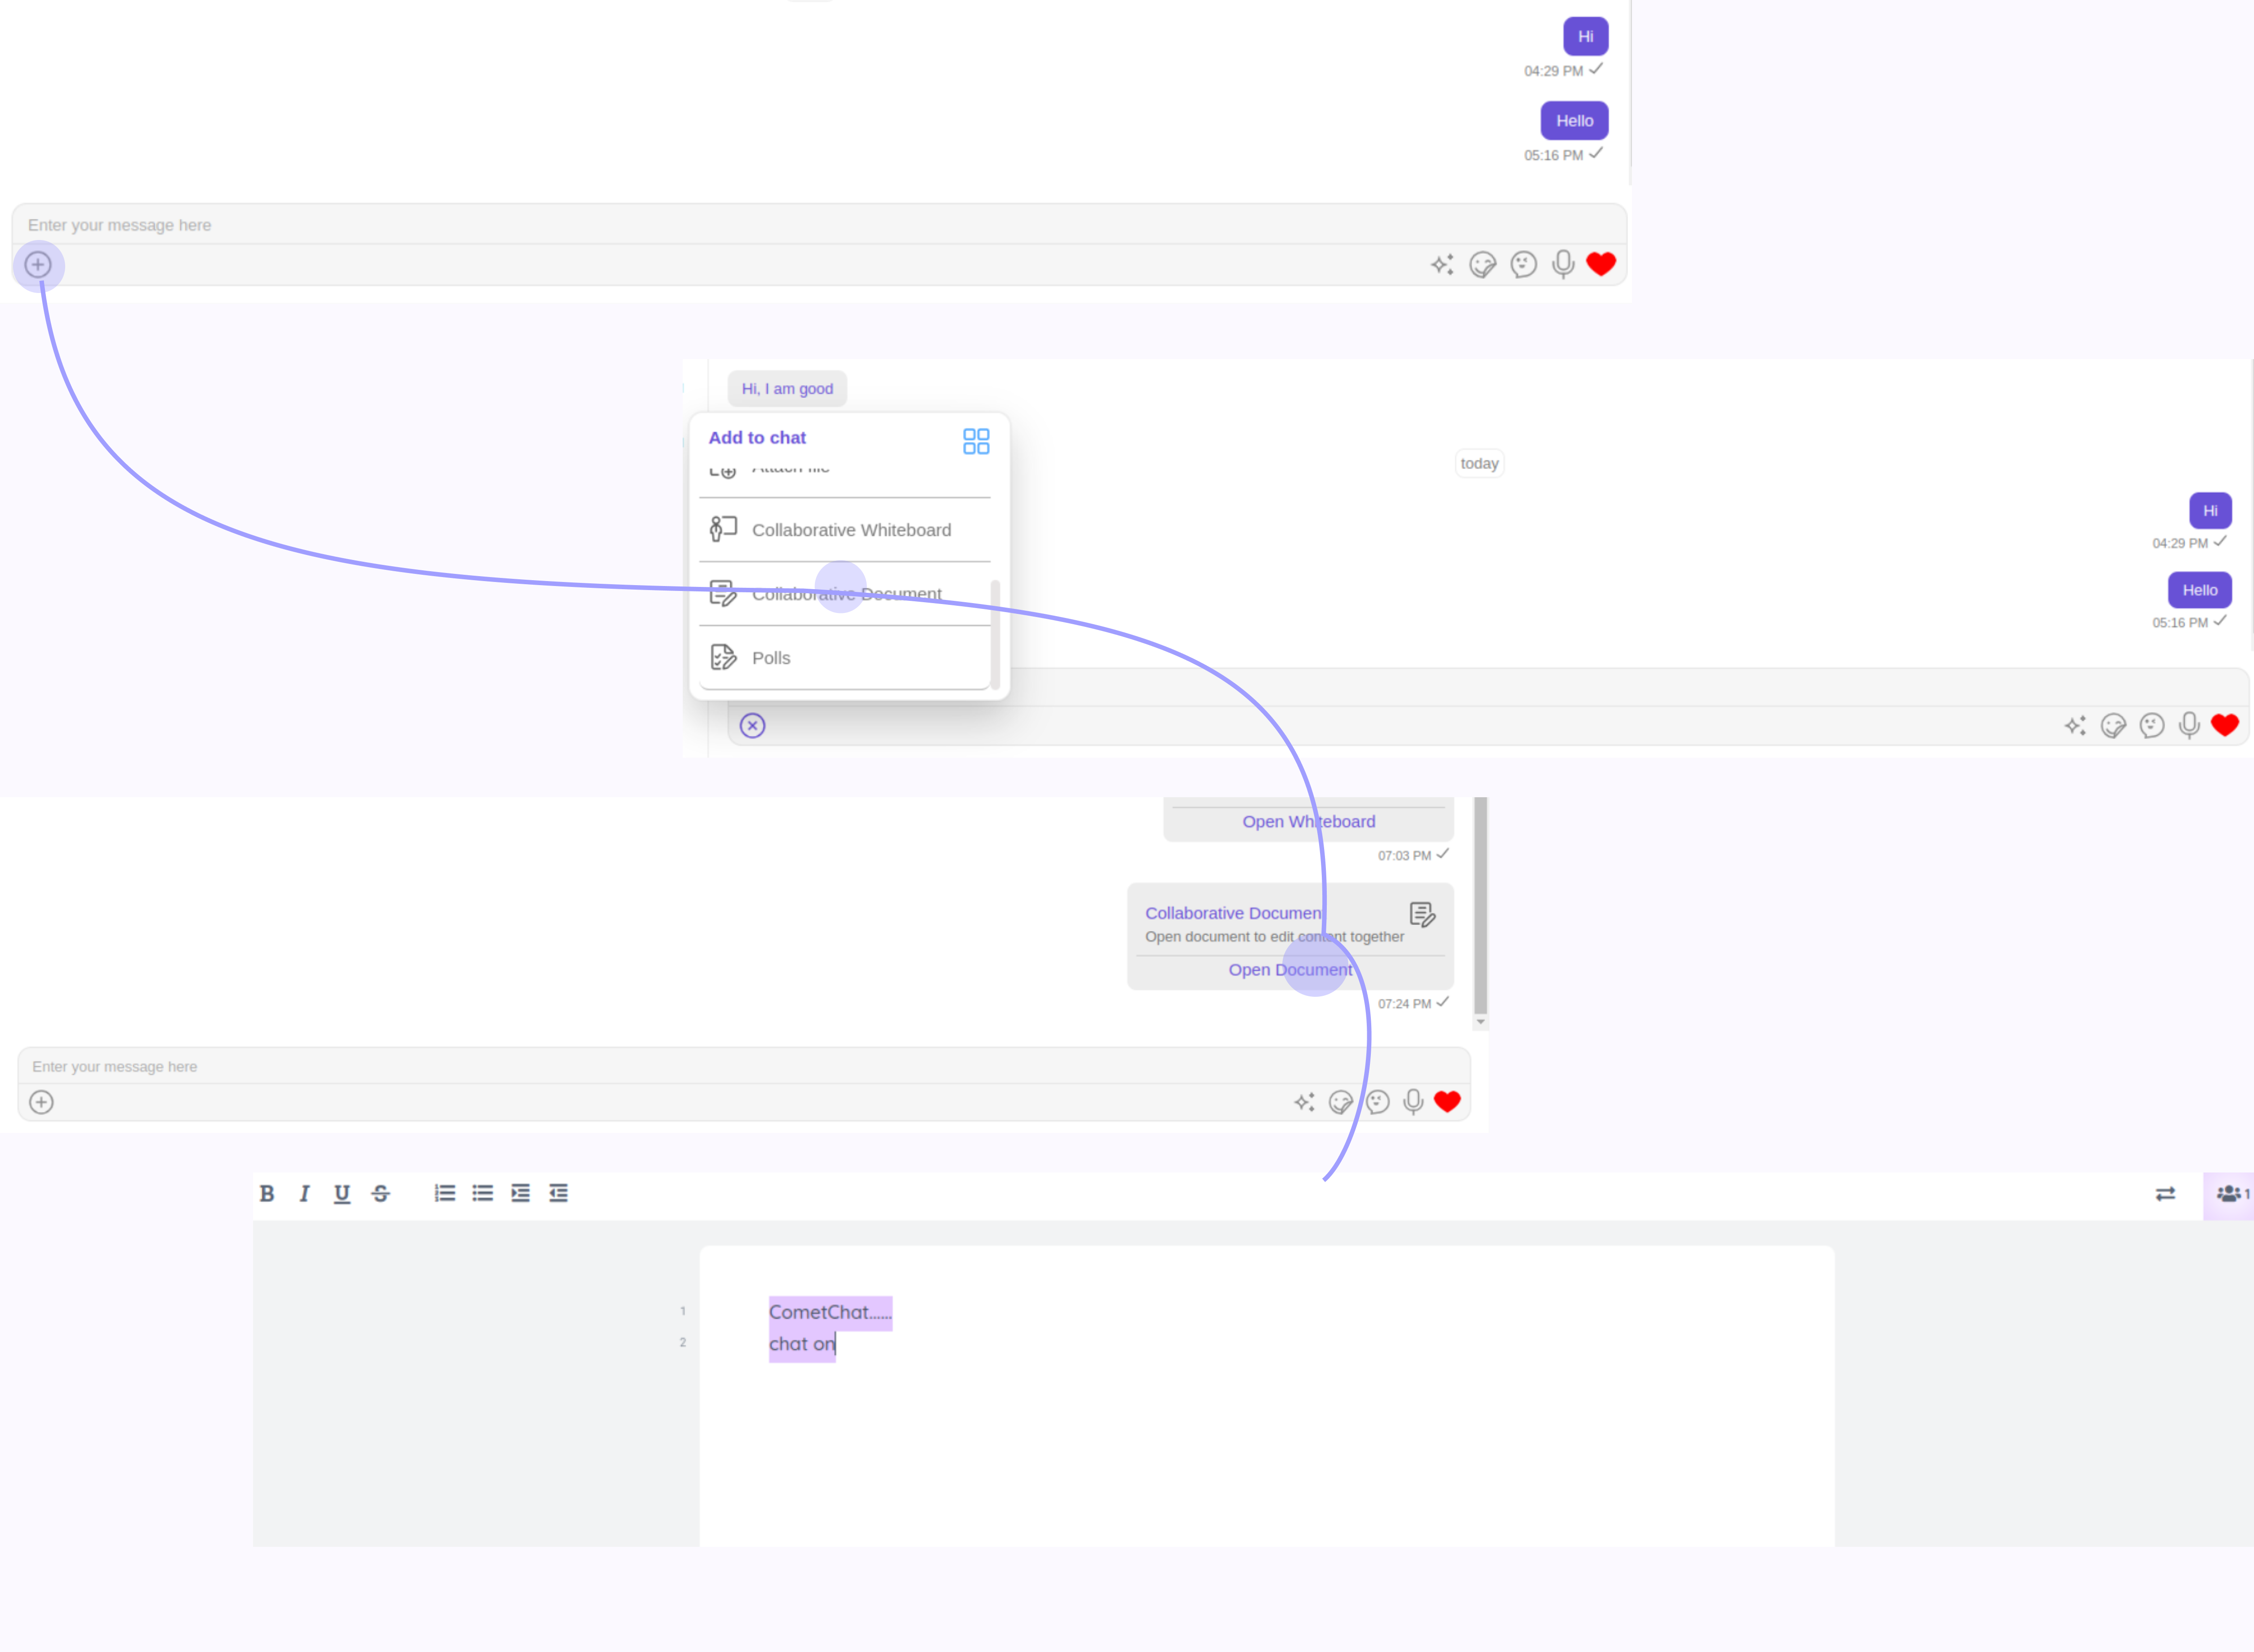 Hi
04:29 PM
Hello
05:16 PM
Enter your message here
Hi, I am good
Add to chat
Attach file
today
Collaborative Whiteboard
Hi
04:29 PM
Collaborative Document
Hello
05:16 PM
Polls
Open Whiteboard
07:03 PM
Collaborative Document
Open document to edit content together
Open Document
07:24 PM
Enter your message here
B I U S
1
1 CometChat......
2 chat on